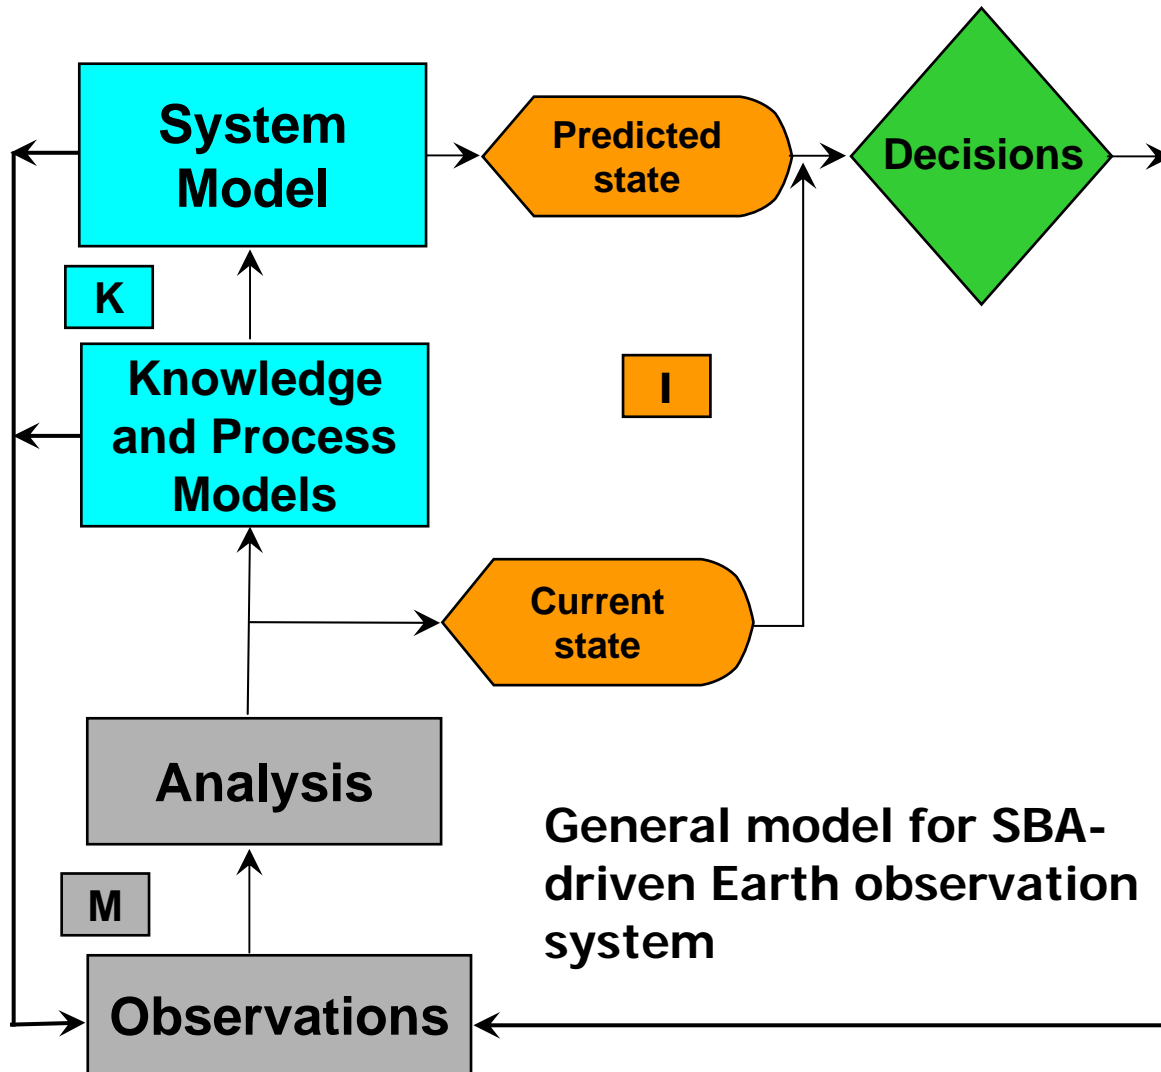 System
Model
Predicted
state
Decisions
K
Knowledge
and Process
Models
I
Current
state
Analysis
General model for SBA-
driven Earth observation
system
M
Observations